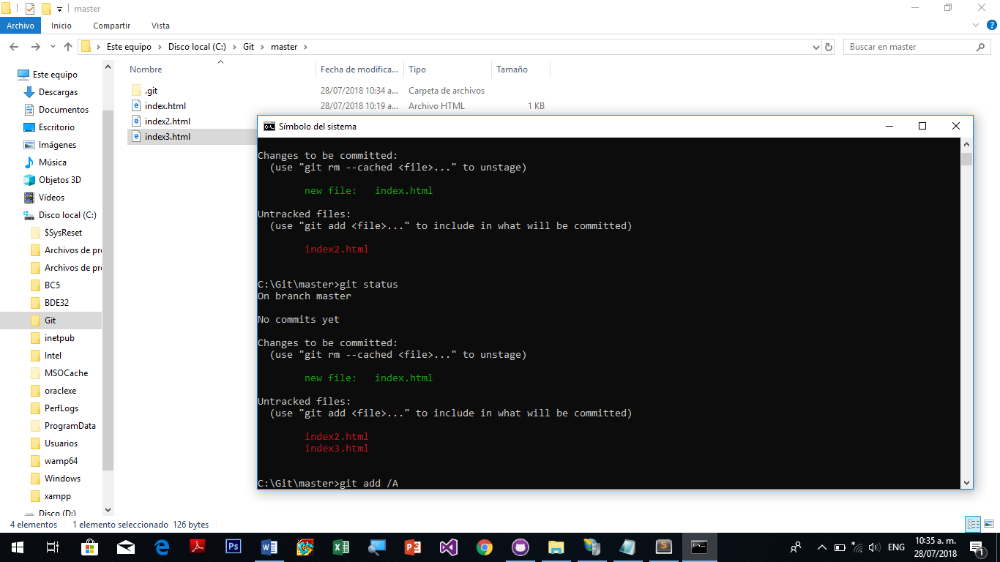 master
Archivo Inicio Compartir Vista
Este equipo Disco local (C:) Git master
Buscar en master
Nombre Fecha de modifica... Tipo Tamaño
.git 28/07/2018 10:34 a... Carpeta de archivos
index.html 28/07/2018 10:19 a... Archivo HTML 1 KB
index2.html
index3.html
Este equipo
Descargas
Documentos
Escritorio
Imágenes
Música
Objetos 3D
Vídeos
Disco local (C:)
$SysReset
Archivos de pro
Archivos de pro
BC5
BDE32
Git
inetpub
Intel
MSOCache
oraclexe
PerfLogs
ProgramData
Usuarios
wamp64
Windows
xampp
Disco (D:)
Símbolo del sistema
Changes to be committed:
(use "git rm --cached <file>..." to unstage)
new file: index.html
Untracked files:
(use "git add <file>..." to include in what will be committed)
index2.html
C:\Git\master>git status
On branch master
No commits yet
Changes to be committed:
(use "git rm --cached <file>..." to unstage)
new file: index.html
Untracked files:
(use "git add <file>..." to include in what will be committed)
index2.html
index3.html
C:\Git\master>git add /A
4 elementos 1 elemento seleccionado 126 bytes
ENG
10:35 a. m.
28/07/2018
1